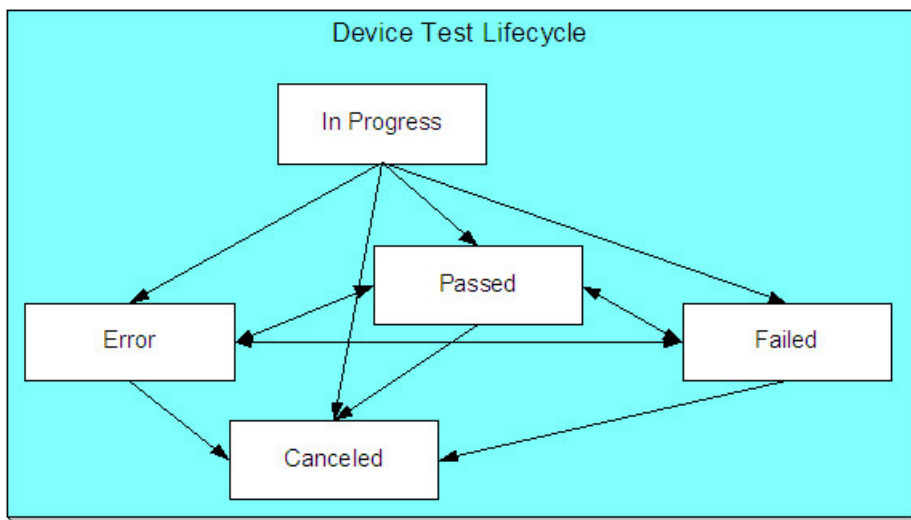 Device Test Lifecycle
In Progress
Passed
Error
Failed
Canceled